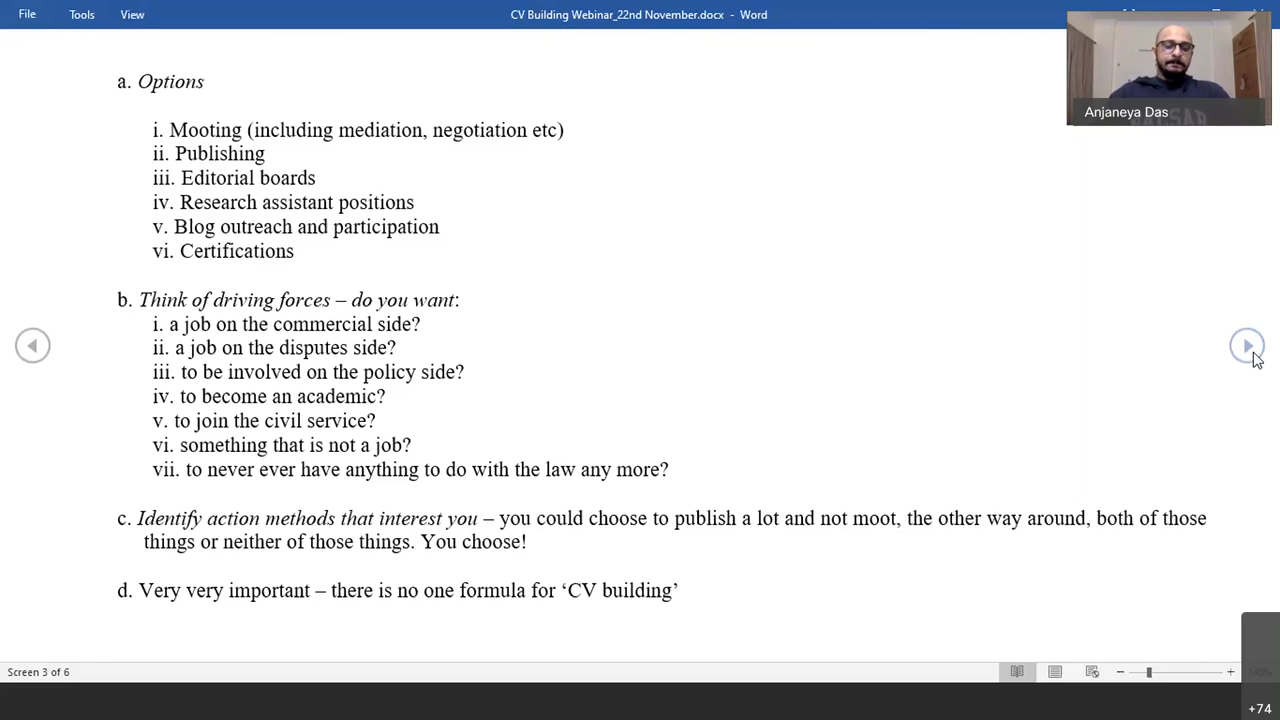 File Tools View CV Building Webinar_22nd November.docx - Word
a. Options
i. Mooting (including mediation, negotiation etc)
ii. Publishing
iii. Editorial boards
iv. Research assistant positions
v. Blog outreach and participation
vi. Certifications
b. Think of driving forces – do you want:
i. a job on the commercial side?
ii. a job on the disputes side?
iii. to be involved on the policy side?
iv. to become an academic?
v. to join the civil service?
vi. something that is not a job?
vii. to never ever have anything to do with the law any more?
c. Identify action methods that interest you – you could choose to publish a lot and not moot, the other way around, both of those
things or neither of those things. You choose!
d. Very very important – there is no one formula for ‘CV building’
Anjaneya Das
Screen 3 of 6
140%
+74